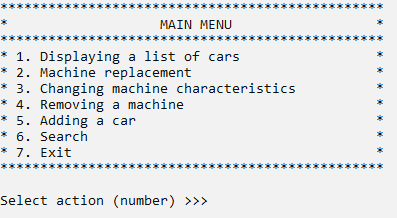 ************************************************
* MAIN MENU *
************************************************
* 1. Displaying a list of cars *
* 2. Machine replacement *
* 3. Changing machine characteristics *
* 4. Removing a machine *
* 5. Adding a car *
* 6. Search *
* 7. Exit *
************************************************
Select action (number) >>>